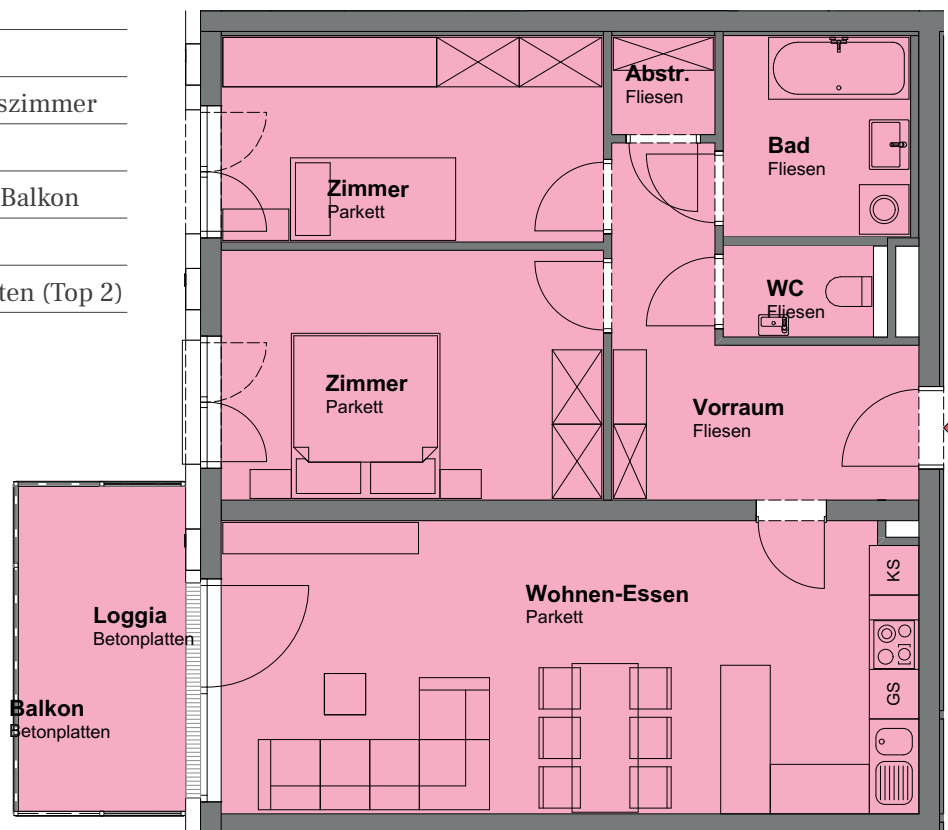 szimmer
Balkon
ten (Top 2)
Abstr.
Fliesen
Bad
Fliesen
Zimmer
Parkett
WC
Fliesen
Zimmer
Parkett
Vorraum
Fliesen
KS
Wohnen-Essen
Parkett
Loggia
Betonplatten
GS
Balkon
Betonplatten